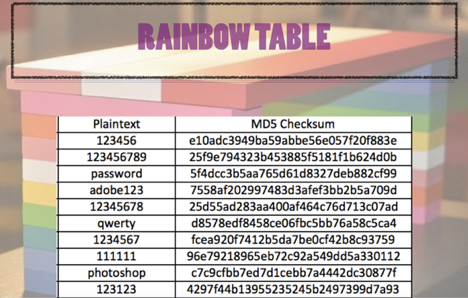 RAINBOW TABLE
Plaintext MD5 Checksum
123456 e10adc3949ba59abbe56e057f20f883e
123456789 25f9e794323b453885f5181f1b624d0b
password 5f4dcc3b5aa765d61d8327deb882cf99
adobe123 7558af202997483d3afef3bb2b5a709d
12345678 25d55ad283aa400af464c76d713c07ad
qwerty d8578edf8458ce06fbc5bb76a58c5ca4
1234567 fcea920f7412b5da7be0cf42b8c93759
111111 96e79218965eb72c92a549dd5a330112
photoshop c7c9cfbb7ed7d1cebb7a4442dc30877f
123123 4297f44b13955235245b2497399d7a93